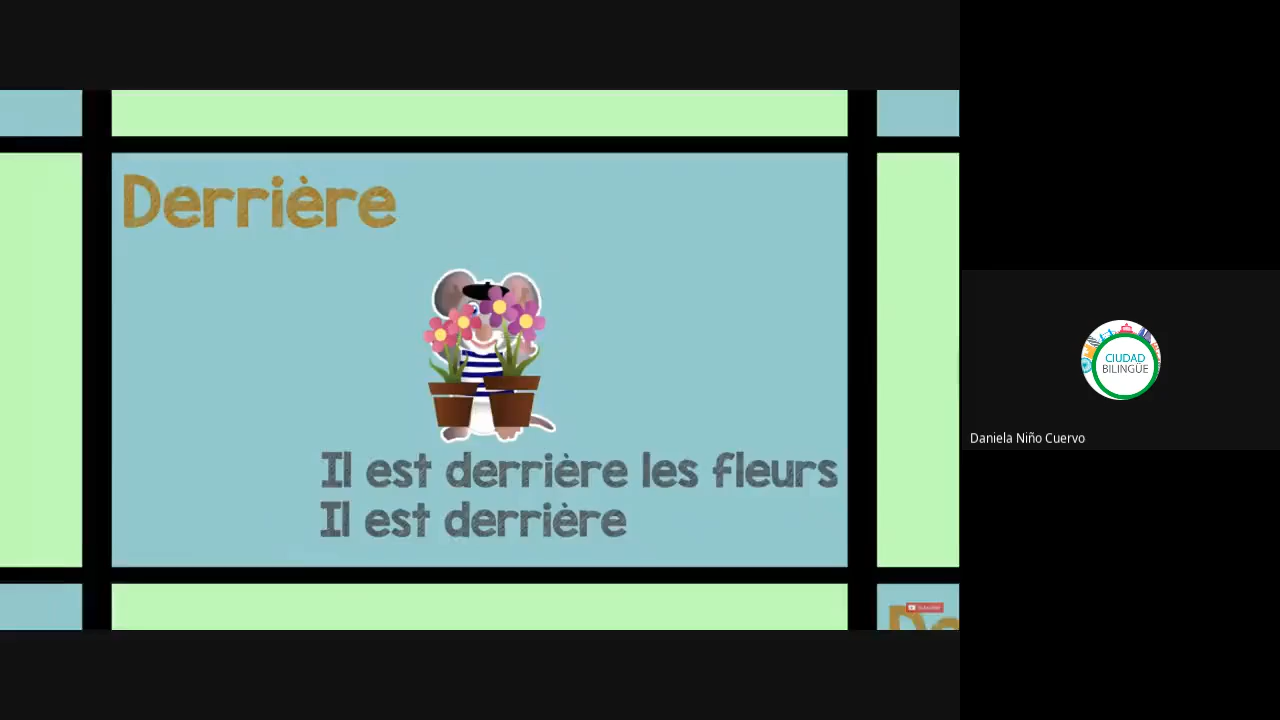 Derrière
Il est derrière les fleurs
Il est derrière
CIUDAD
BILINGÜE
Daniela Niño Cuervo